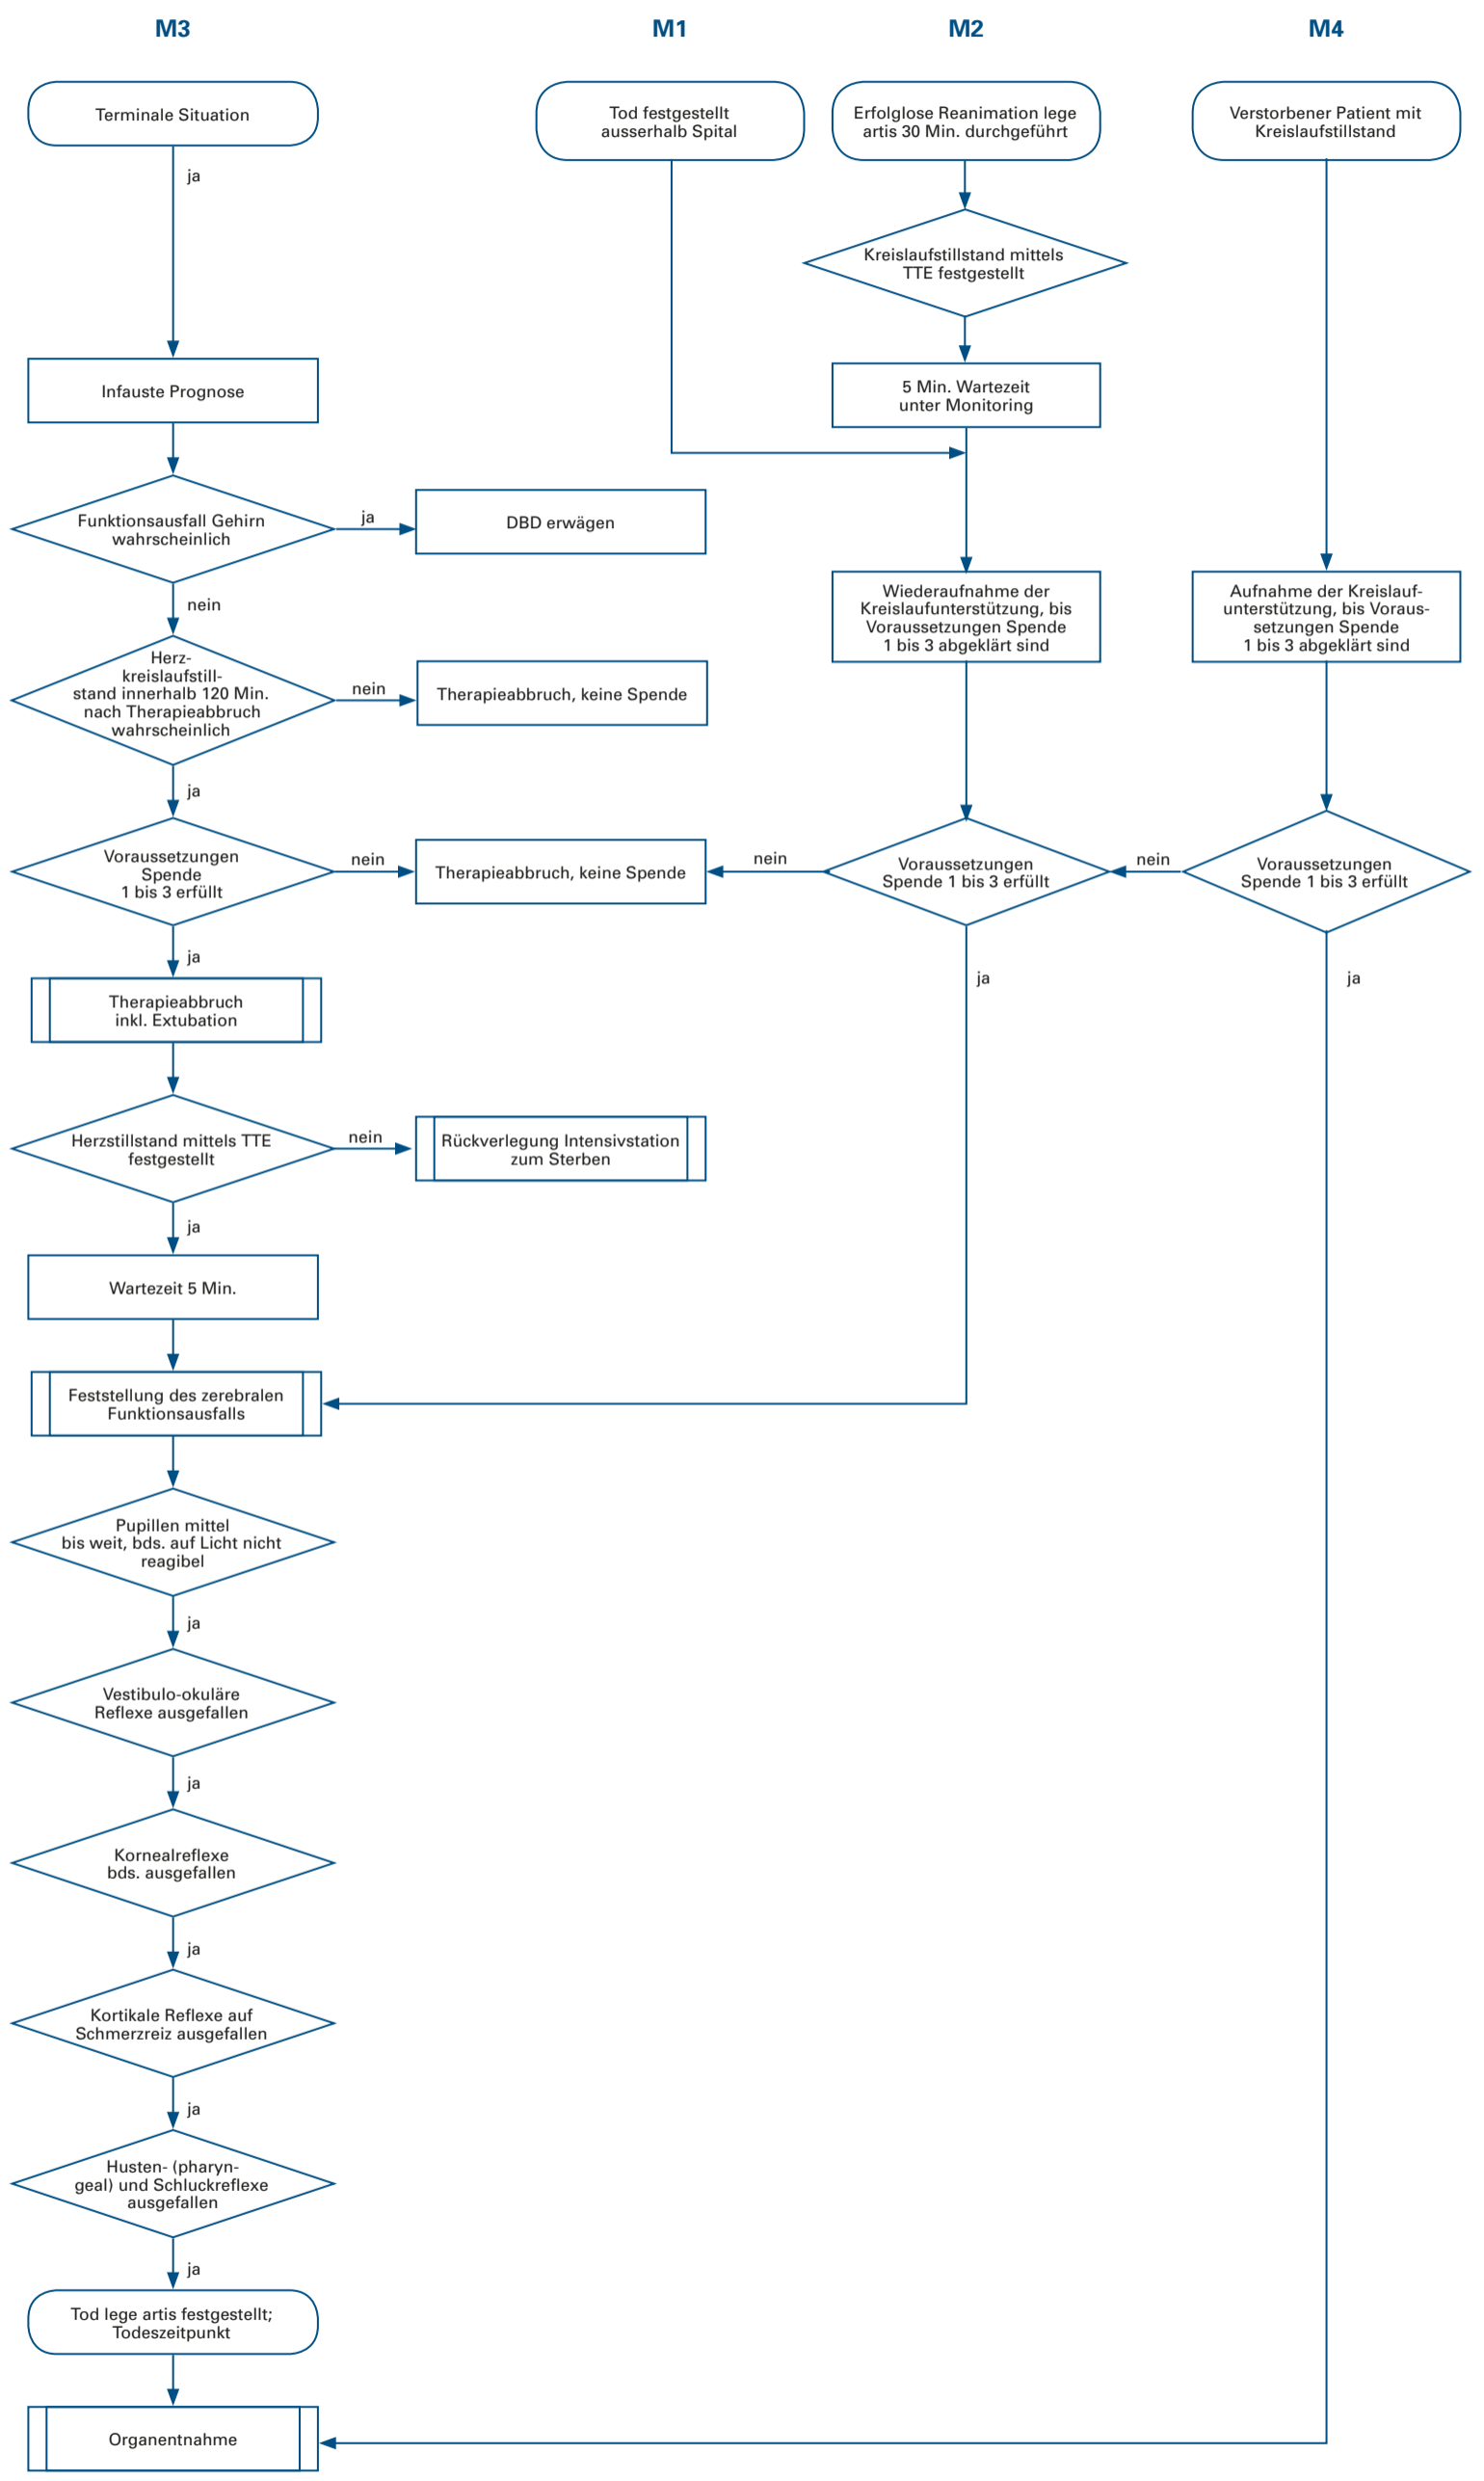 M3
M1
M2
M4
Terminale Situation
Tod festgestellt
ausserhalb Spital
Erfolglose Reanimation lege
artis 30 Min. durchgeführt
Verstorbener Patient mit
Kreislaufstillstand
ja
Kreislaufstillstand mittels
TTE festgestellt
Infauste Prognose
5 Min. Wartezeit
unter Monitoring
Funktionsausfall Gehirn
wahrscheinlich
ja
DBD erwägen
nein
Wiederaufnahme der
Kreislaufunterstützung, bis
Voraussetzungen Spende
1 bis 3 abgeklärt sind
Aufnahme der Kreislauf-
unterstützung, bis Voraus-
setzungen Spende
1 bis 3 abgeklärt sind
Herz-
kreislaufstill-
stand innerhalb 120 Min.
nach Therapieabbruch
wahrscheinlich
nein
Therapieabbruch, keine Spende
ja
Voraussetzungen
Spende
1 bis 3 erfüllt
nein
Therapieabbruch, keine Spende
nein
Voraussetzungen
Spende 1 bis 3 erfüllt
nein
Voraussetzungen
Spende 1 bis 3 erfüllt
ja
ja
ja
Therapieabbruch
inkl. Extubation
Herzstillstand mittels TTE
festgestellt
nein
Rückverlegung Intensivstation
zum Sterben
ja
Wartezeit 5 Min.
Feststellung des zerebralen
Funktionsausfalls
Pupillen mittel
bis weit, bds. auf Licht nicht
reagibel
ja
Vestibulo-okuläre
Reflexe ausgefallen
ja
Kornealreflexe
bds. ausgefallen
ja
Kortikale Reflexe auf
Schmerzreiz ausgefallen
ja
Husten- (pharyn-
geal) und Schluckreflexe
ausgefallen
ja
Tod lege artis festgestellt;
Todeszeitpunkt
Organentnahme